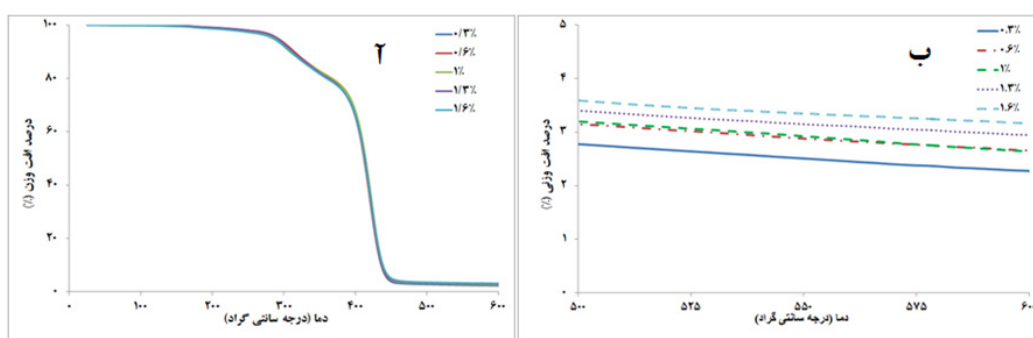 آ
درصد افت وزن (%)
۱۰۰
۸۰
۶۰
۴۰
۲۰
۰
۰ ۱۰۰ ۲۰۰ ۳۰۰ ۴۰۰ ۵۰۰ ۶۰۰
دما (درجه سانتی گراد)
۰/۳٪
۰/۶٪
۱٪
۱/۳٪
۱/۶٪
ب
درصد افت وزنی (%)
۵
۴
۳
۲
۱
۰
۵۰۰ ۵۲۵ ۵۵۰ ۵۷۵ ۶۰۰
دما (درجه سانتی گراد)
۰.۳٪
۰.۶٪
۱٪
۱.۳٪
۱.۶٪